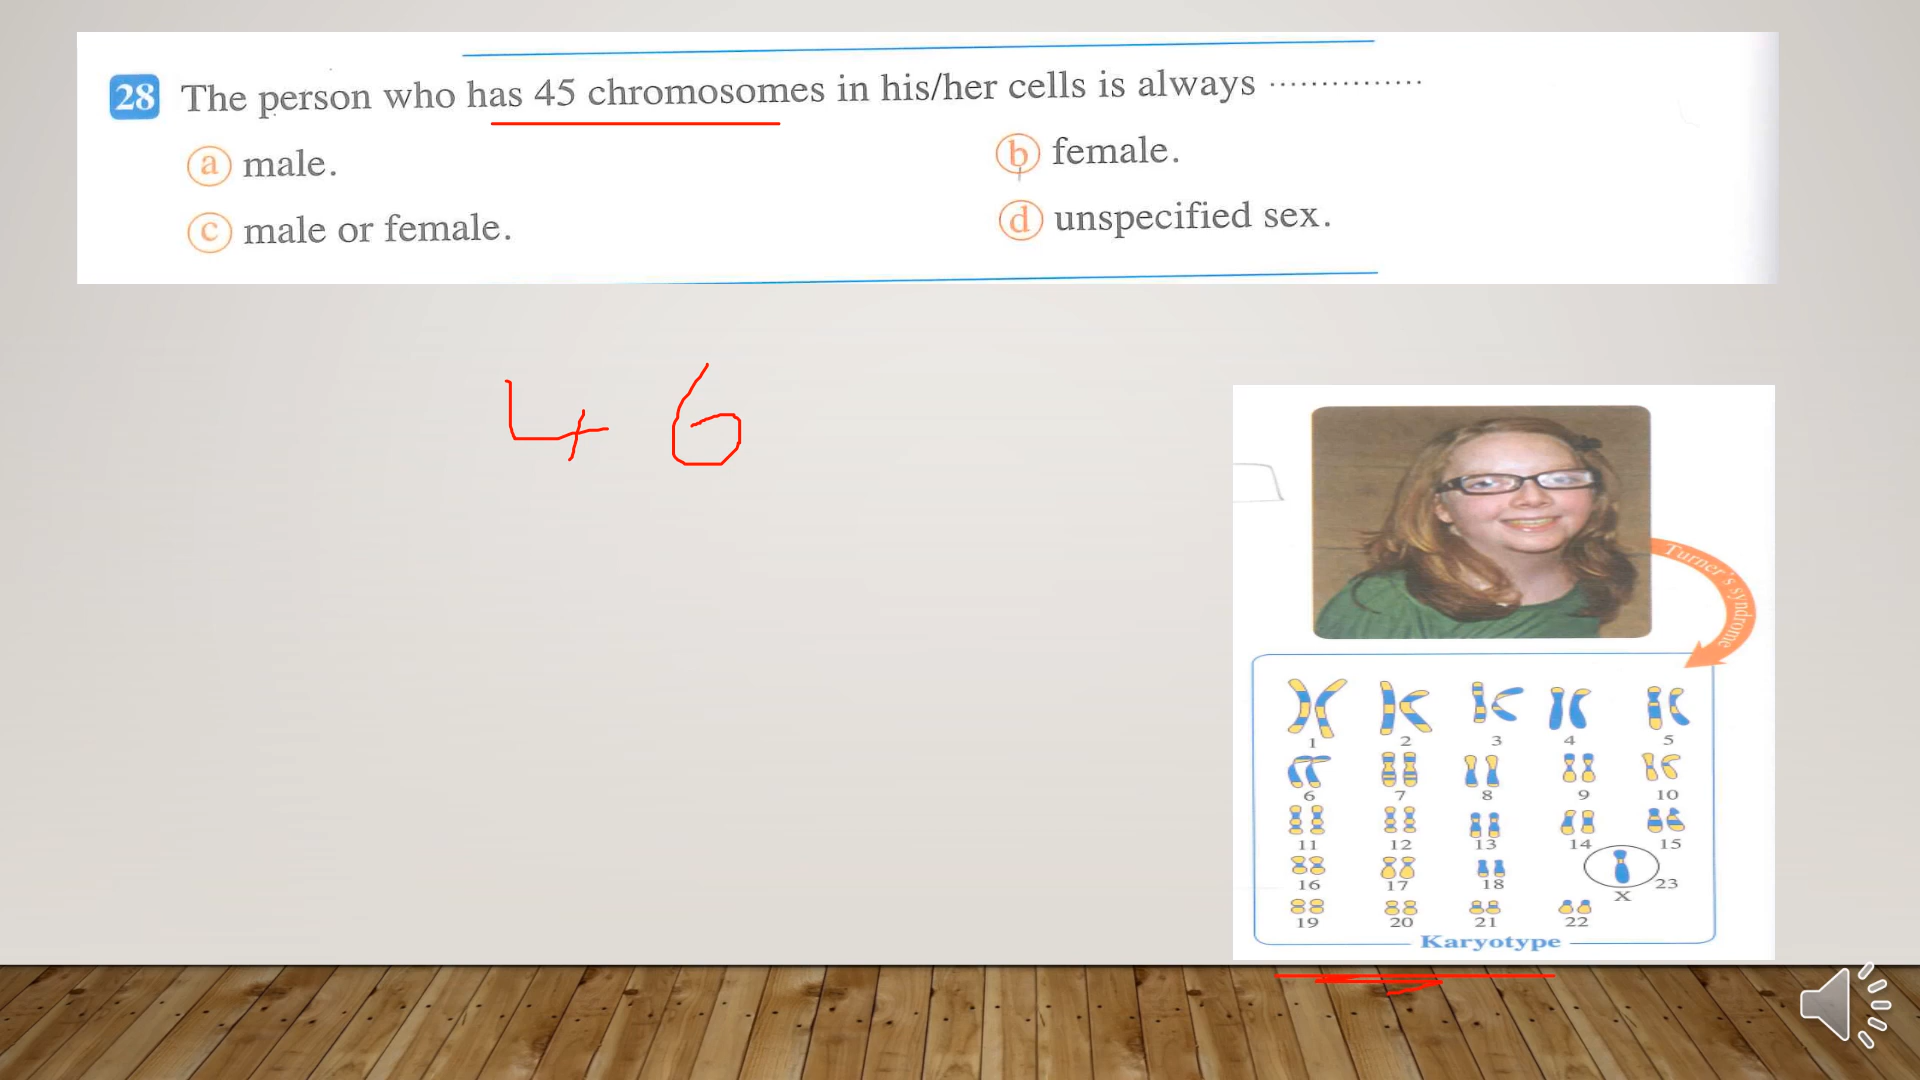 28 The person who has 45 chromosomes in his/her cells is always ...............
a male.
b female.
c male or female.
d unspecified sex.
46
Turner's syndrome
1 2 3 4 5
6 7 8 9 10
11 12 13 14 15
16 17 18 X 23
19 20 21 22
Karyotype